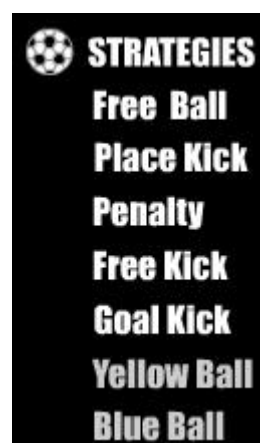 STRATEGIES
Free Ball
Place Kick
Penalty
Free Kick
Goal Kick
Yellow Ball
Blue Ball